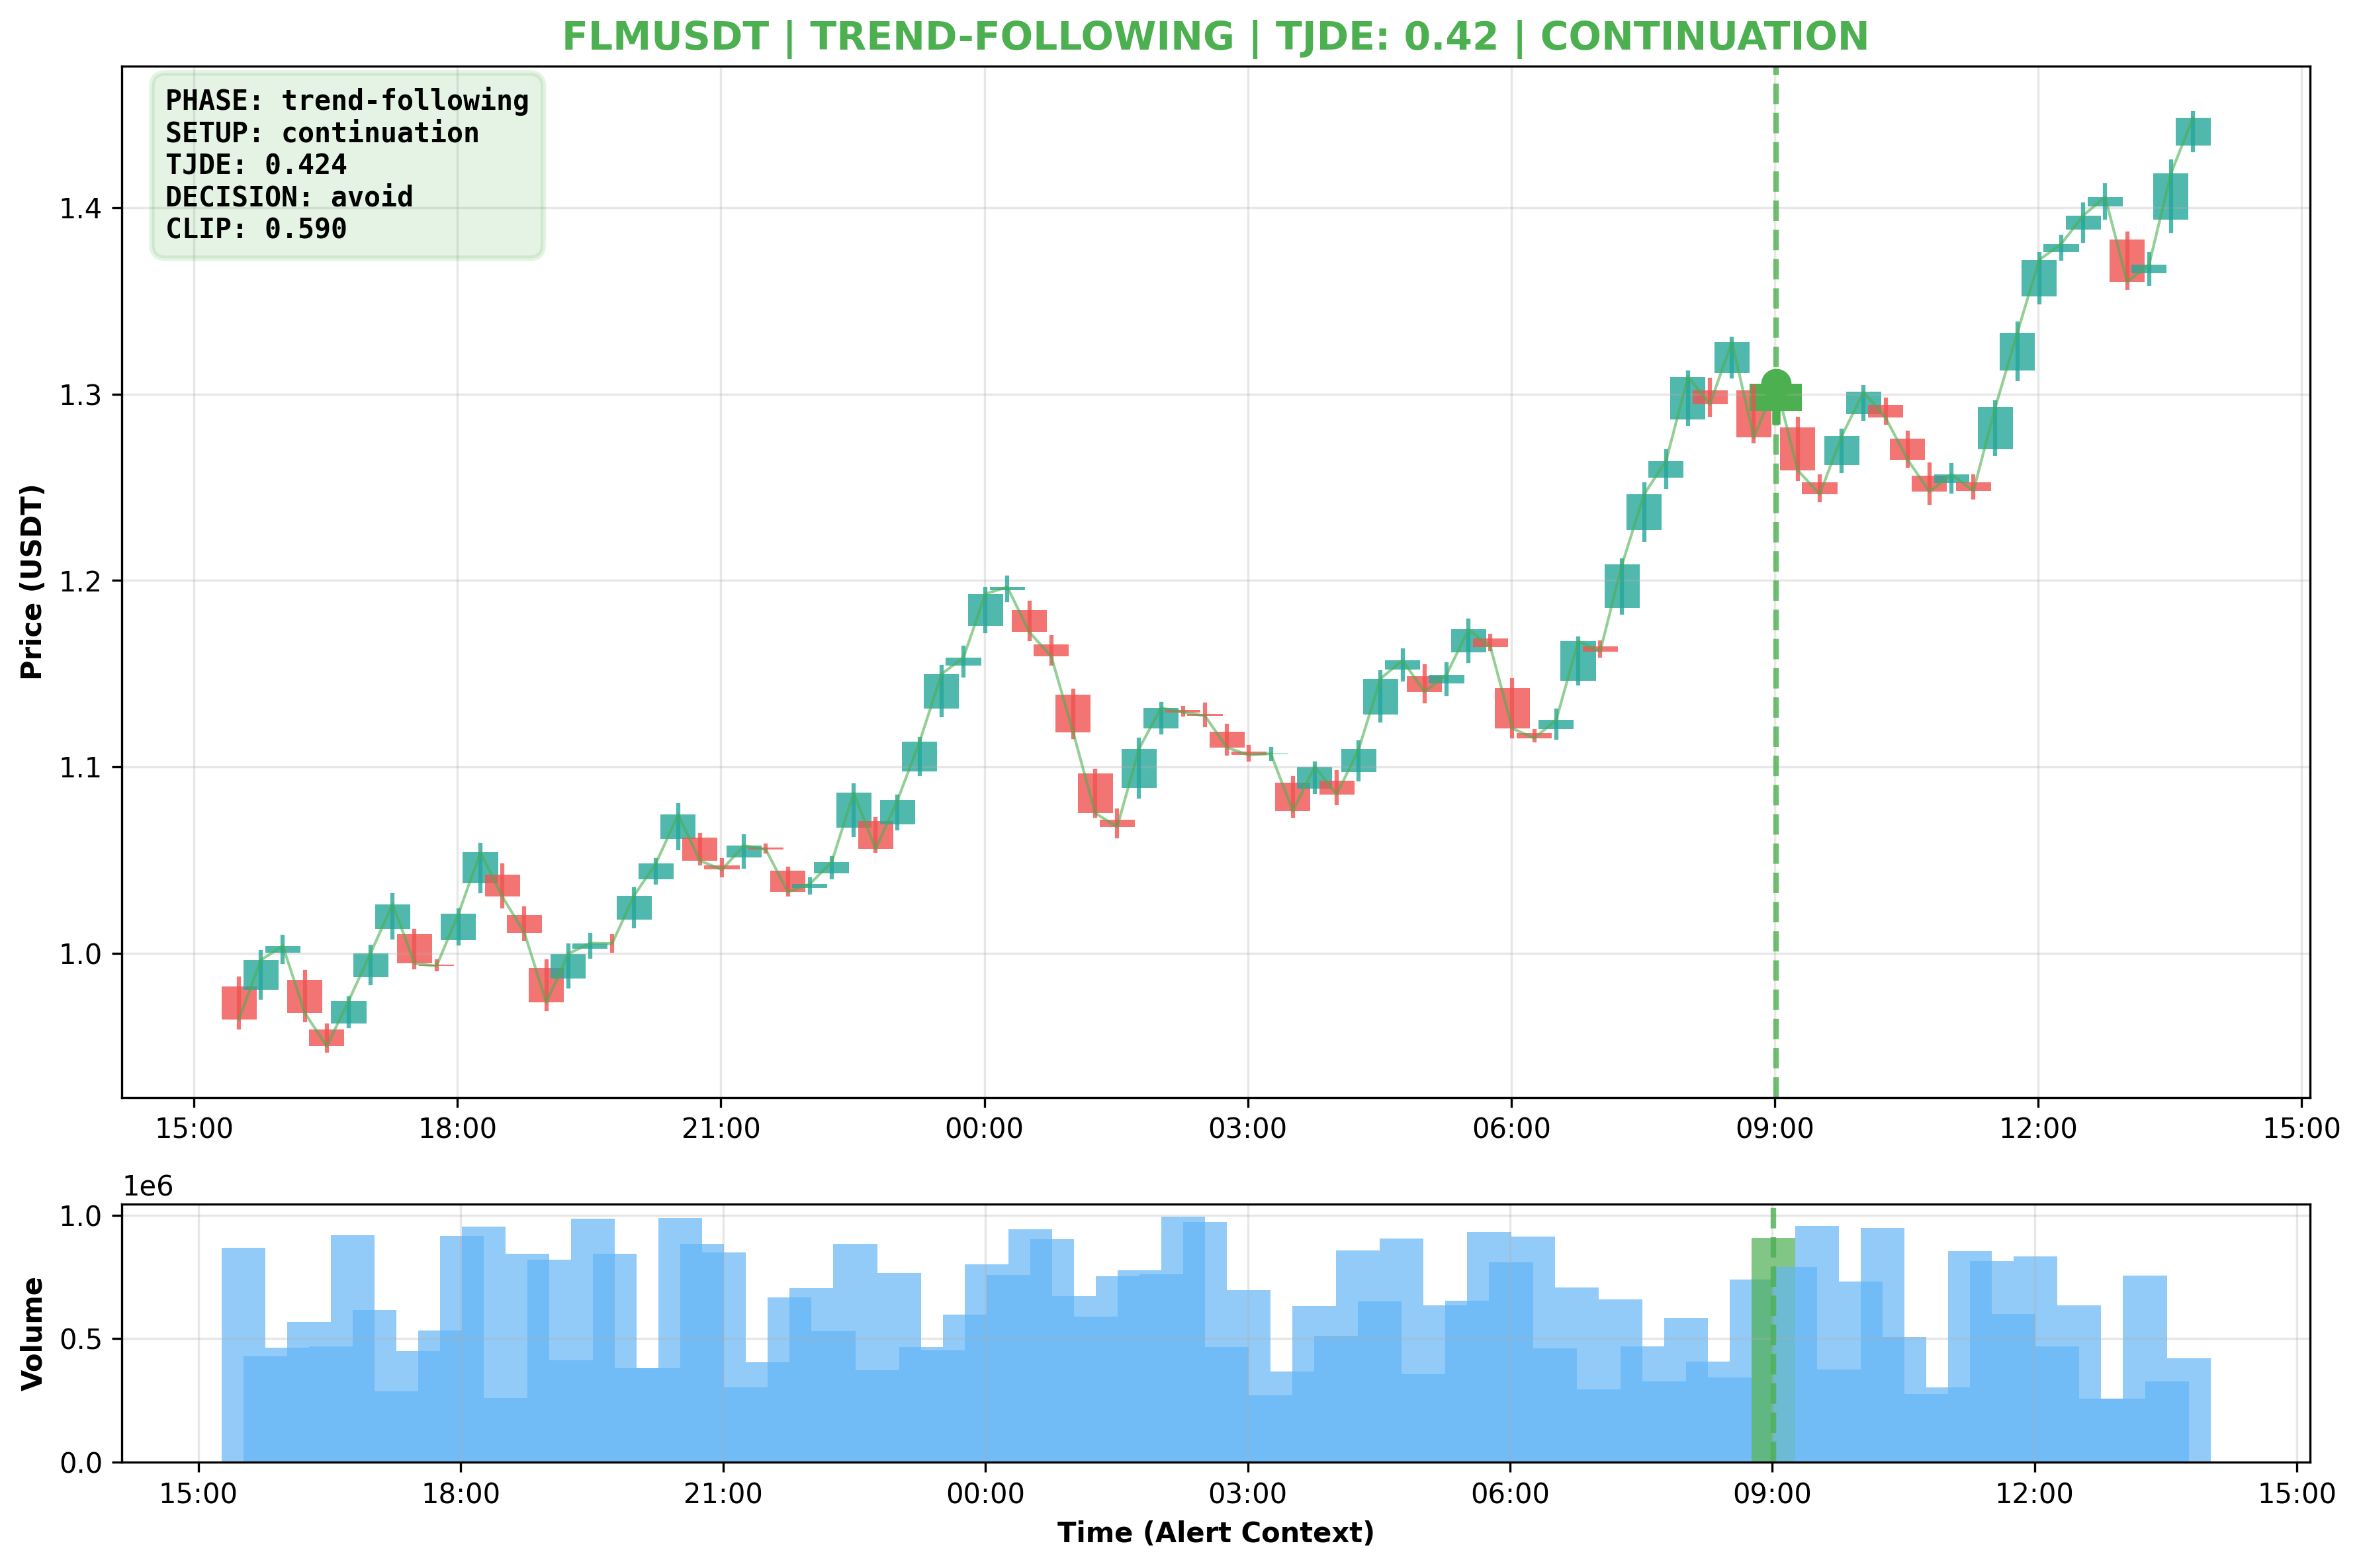 FLMUSDT | TREND-FOLLOWING | TJDE: 0.42 | CONTINUATION
PHASE: trend-following
SETUP: continuation
TJDE: 0.424
DECISION: avoid
CLIP: 0.590
Price (USDT)
1.4
1.3
1.2
1.1
1.0
15:00 18:00 21:00 00:00 03:00 06:00 09:00 12:00 15:00
1e6
Volume
1.0
0.5
0.0
15:00 18:00 21:00 00:00 03:00 06:00 09:00 12:00 15:00
Time (Alert Context)